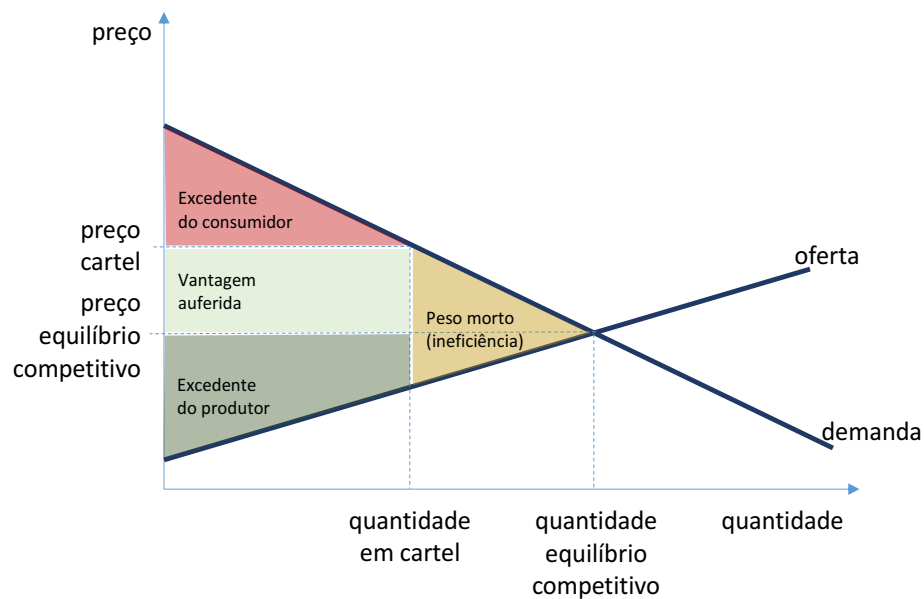 preço
Excedente
do consumidor
preço
cartel
oferta
Vantagem
auferida
preço
equilíbrio
competitivo
Peso morto
(ineficiência)
Excedente
do produtor
demanda
quantidade
em cartel
quantidade
equilíbrio
competitivo
quantidade